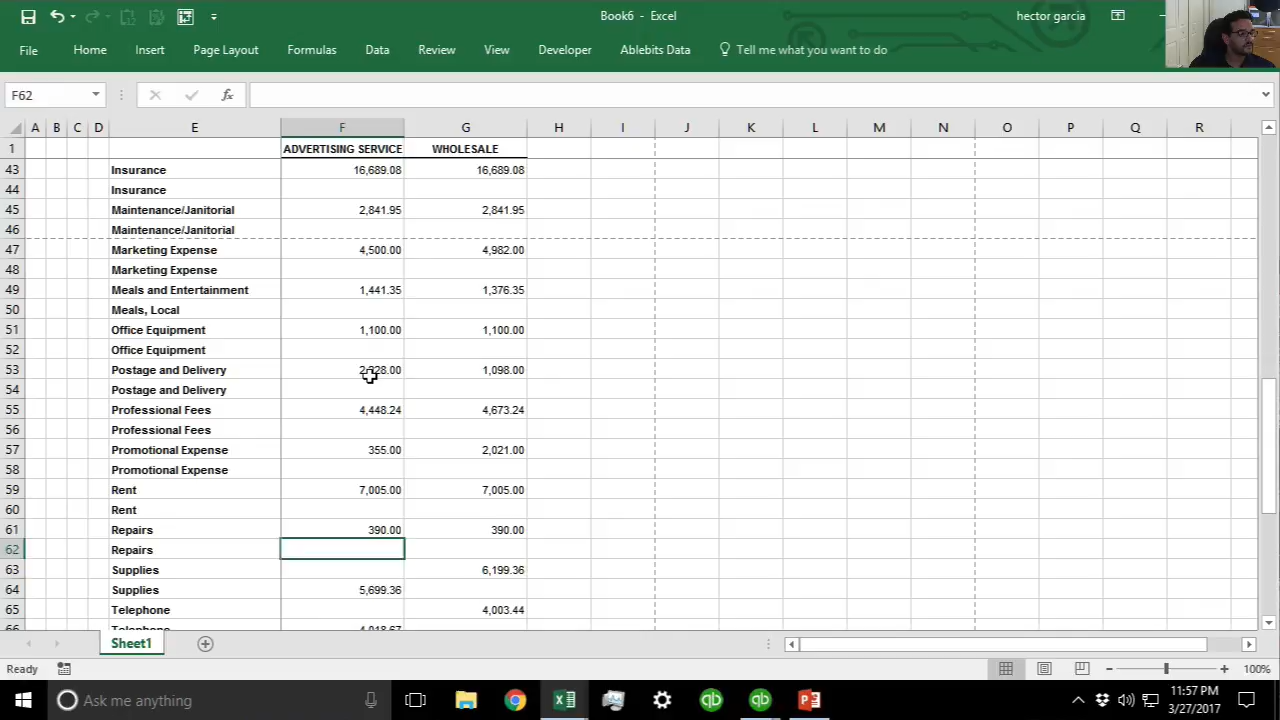 Book6 - Excel
hector garcia
File Home Insert Page Layout Formulas Data Review View Developer Ablebits Data Tell me what you want to do
F62
fx
A B C D E F G H I J K L M N O P Q R
1 ADVERTISING SERVICE WHOLESALE
43 Insurance 16,689.08 16,689.08
44 Insurance
45 Maintenance/Janitorial 2,841.95 2,841.95
46 Maintenance/Janitorial
47 Marketing Expense 4,500.00 4,982.00
48 Marketing Expense
49 Meals and Entertainment 1,441.35 1,376.35
50 Meals, Local
51 Office Equipment 1,100.00 1,100.00
52 Office Equipment
53 Postage and Delivery 1,098.00
54 Postage and Delivery
55 Professional Fees 4,448.24 4,673.24
56 Professional Fees
57 Promotional Expense 355.00 2,021.00
58 Promotional Expense
59 Rent 7,005.00 7,005.00
60 Rent
61 Repairs 390.00 390.00
62 Repairs
63 Supplies 6,199.36
64 Supplies 5,699.36
65 Telephone 4,003.44
66 Telephone 4,018.67
Sheet1
Ready
100%
Ask me anything
11:57 PM
3/27/2017